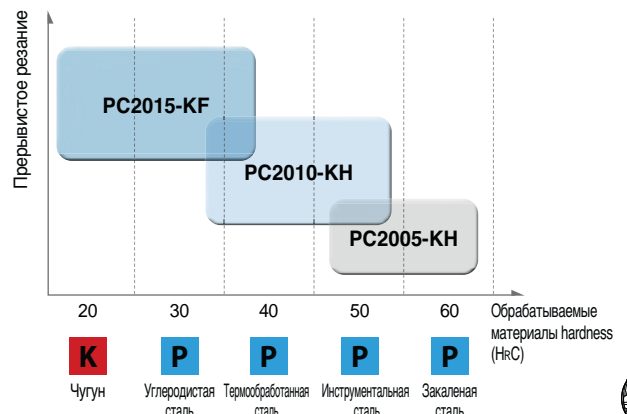 Прерывистое резание
PC2015-KF
PC2010-KH
PC2005-KH
20 30 40 50 60 Обрабатываемые
материалы hardness
(HRC)
K P P P P
Чугун Углеродистая Термообработанная Инструментальная Закаленая
сталь сталь сталь сталь